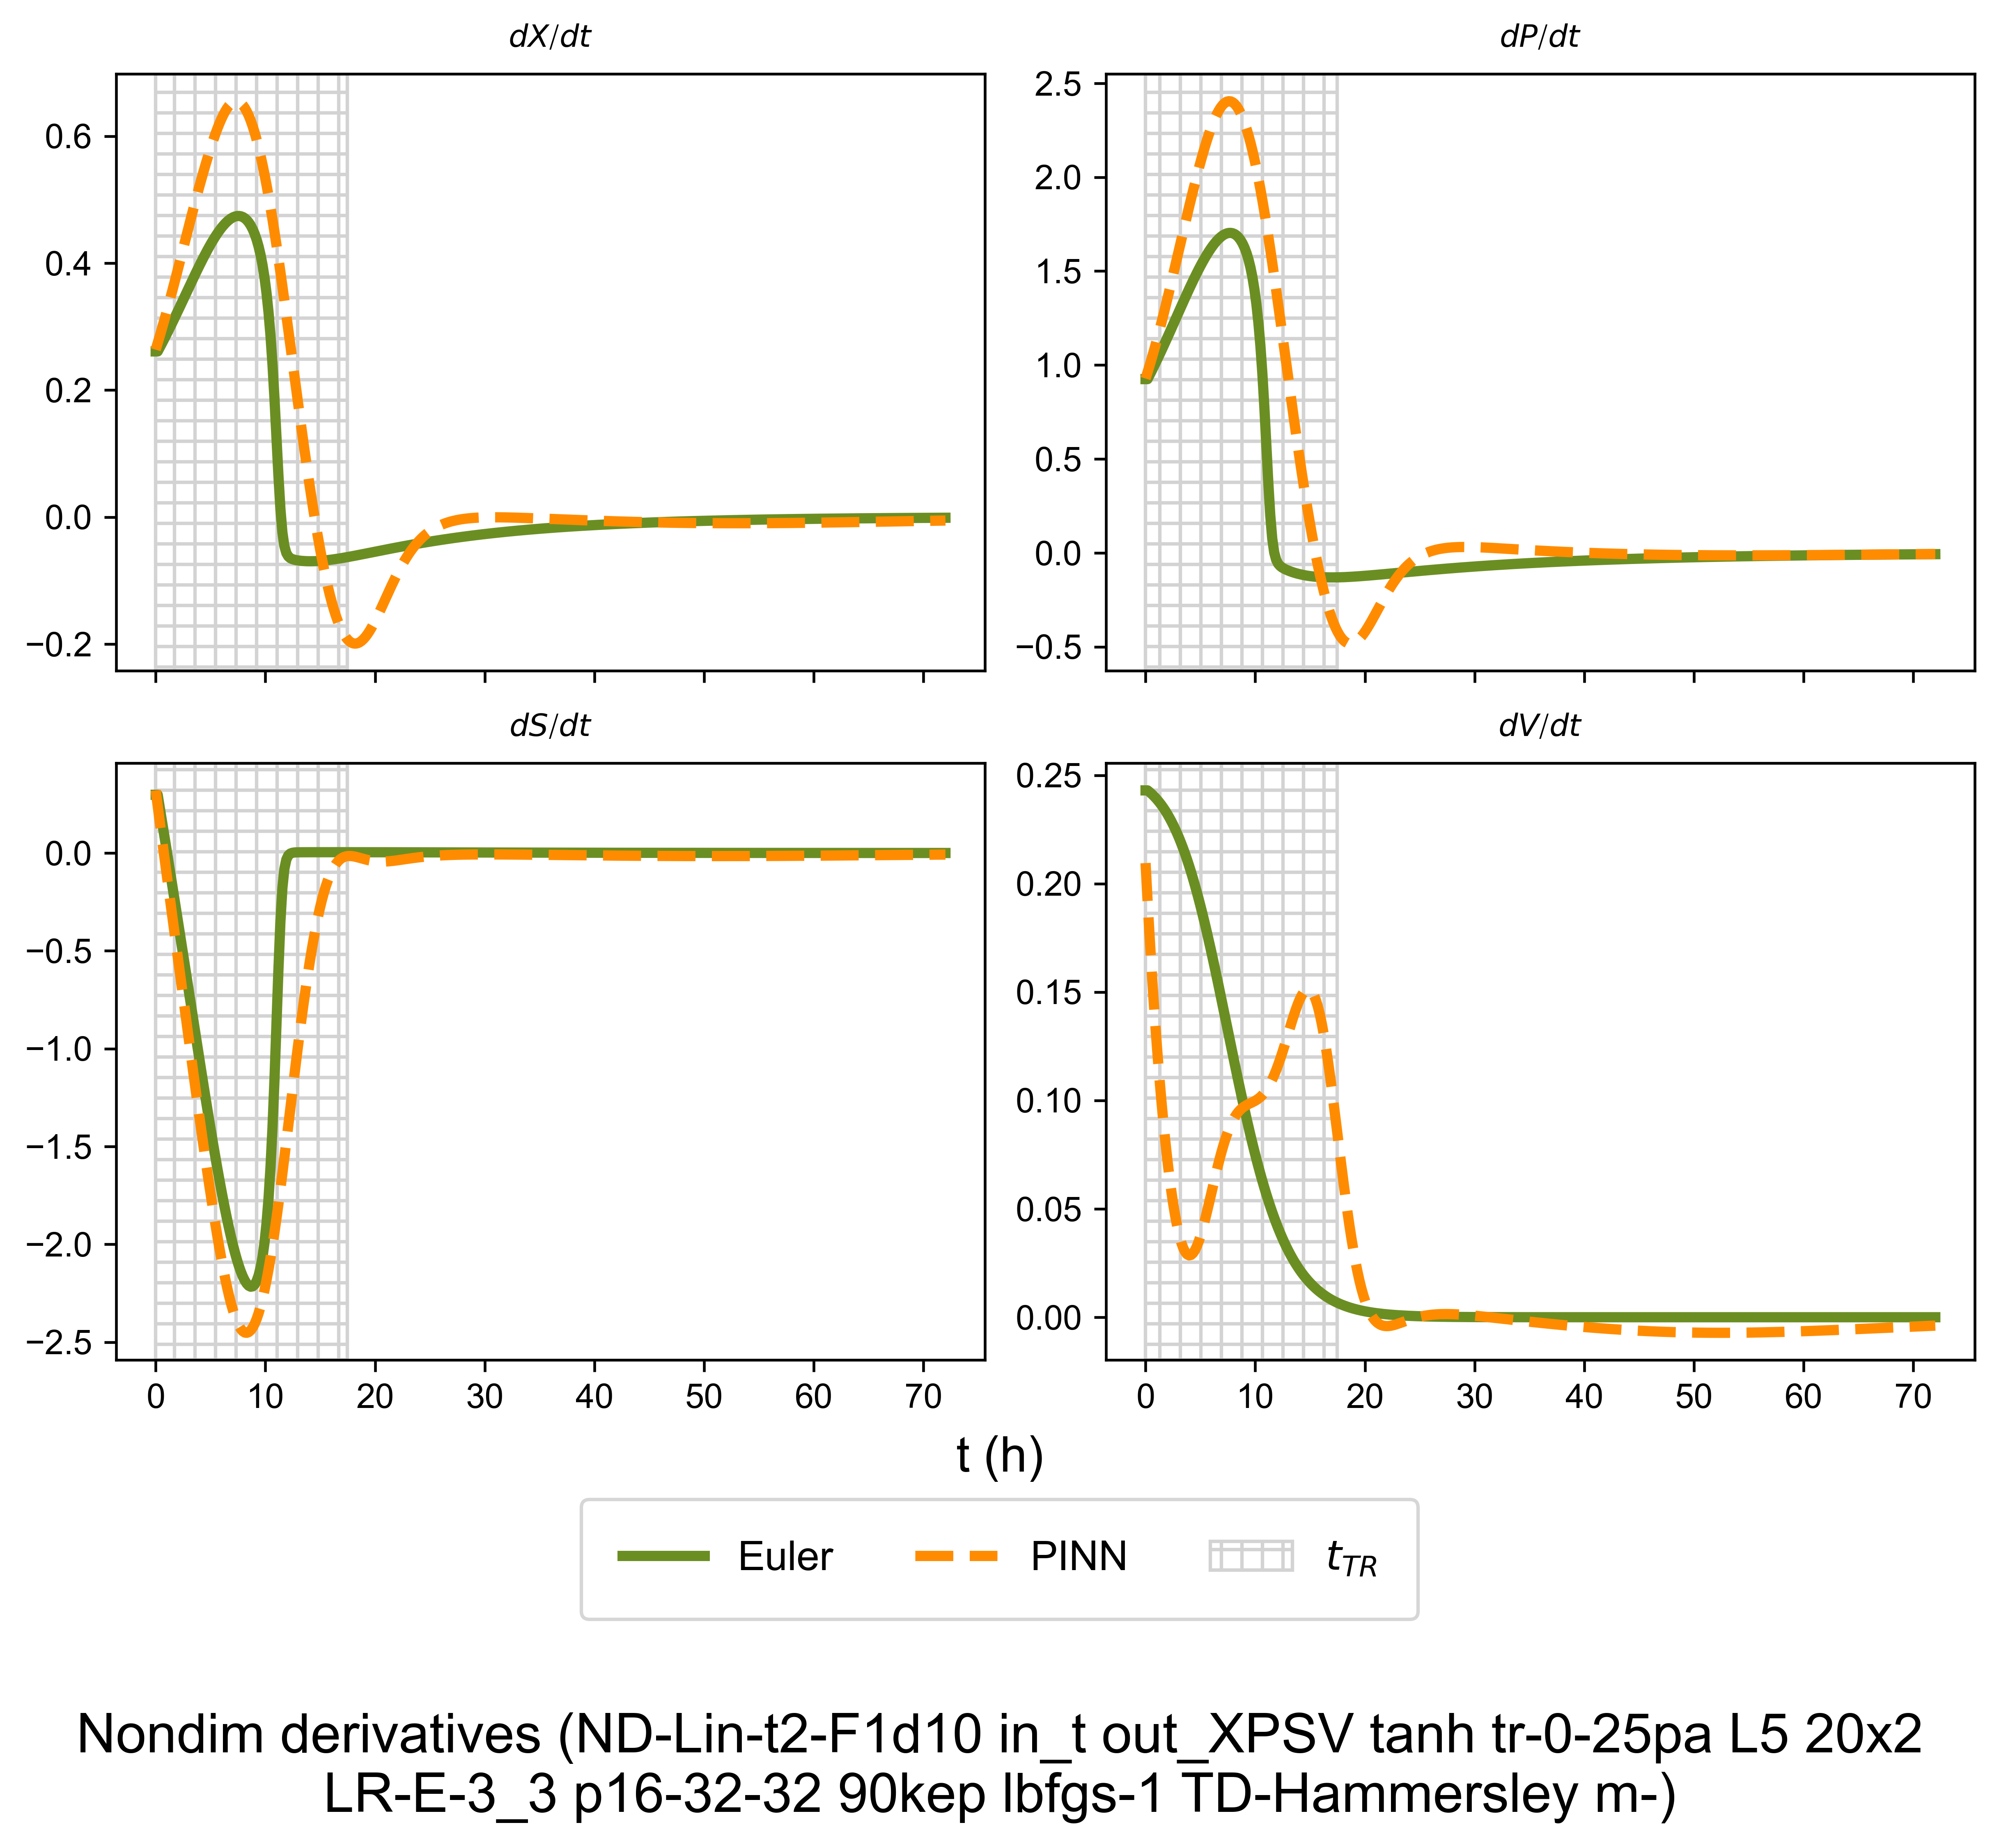 dX/dt
dP/dt
0.6
0.4
0.2
0.0
−0.2
2.5
2.0
1.5
1.0
0.5
0.0
−0.5
dS/dt
dV/dt
0.0
−0.5
−1.0
−1.5
−2.0
−2.5
0 10 20 30 40 50 60 70
0.25
0.20
0.15
0.10
0.05
0.00
0 10 20 30 40 50 60 70
t (h)
Euler PINN t_TR
Nondim derivatives (ND-Lin-t2-F1d10 in_t out_XPSV tanh tr-0-25pa L5 20x2
LR-E-3_3 p16-32-32 90kep lbfgs-1 TD-Hammersley m-)